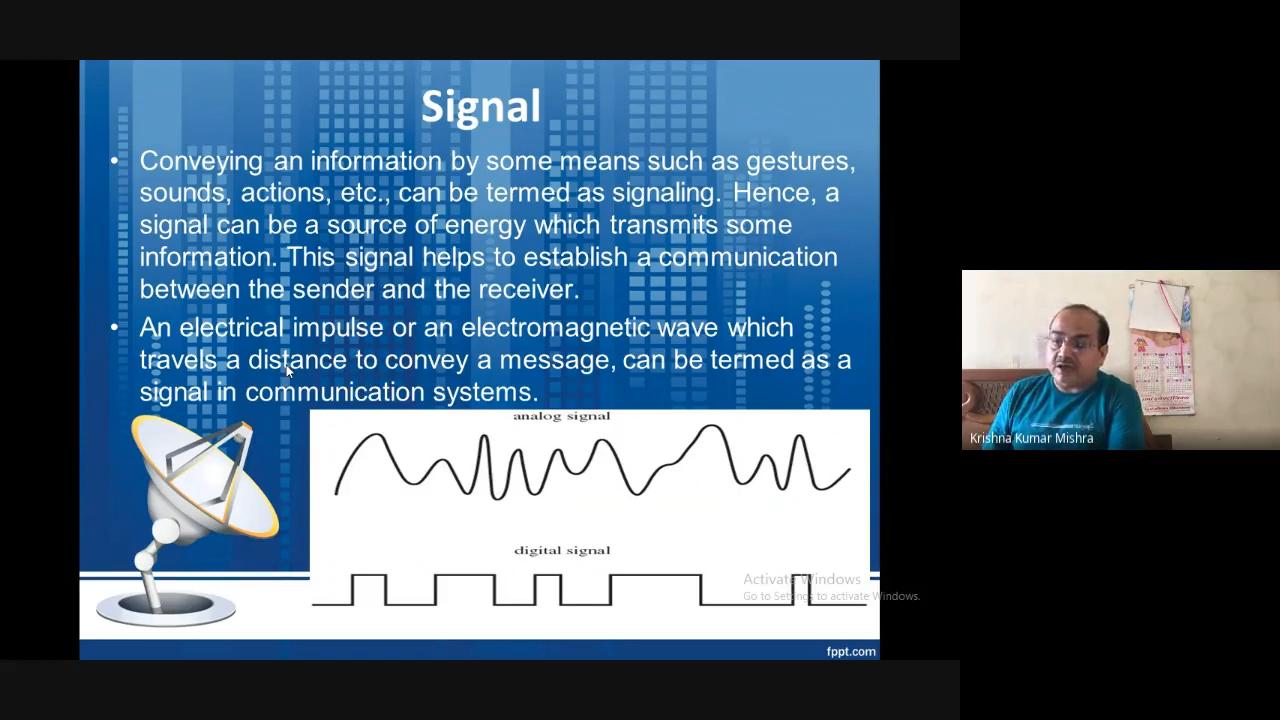 Signal
• Conveying an information by some means such as gestures,
sounds, actions, etc., can be termed as signaling. Hence, a
signal can be a source of energy which transmits some
information. This signal helps to establish a communication
between the sender and the receiver.
• An electrical impulse or an electromagnetic wave which
travels a distance to convey a message, can be termed as a
signal in communication systems.
analog signal
digital signal
Activate Windows
Go to Settings to activate Windows.
fppt.com
Krishna Kumar Mishra